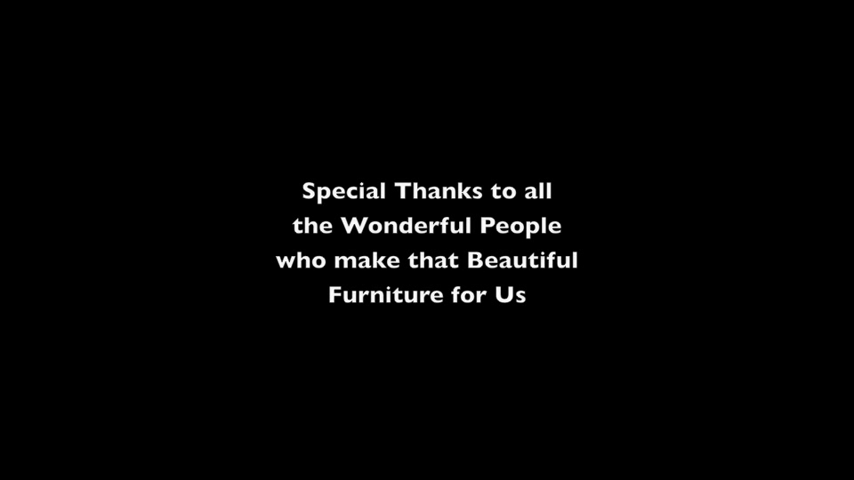 Special Thanks to all
the Wonderful People
who make that Beautiful
Furniture for Us